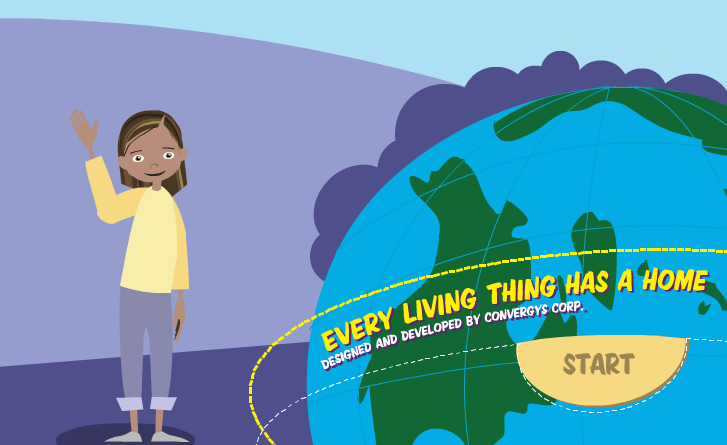 EVERY LIVING THING HAS A HOME
DESIGNED AND DEVELOPED BY CONVERGYS CORP.
START